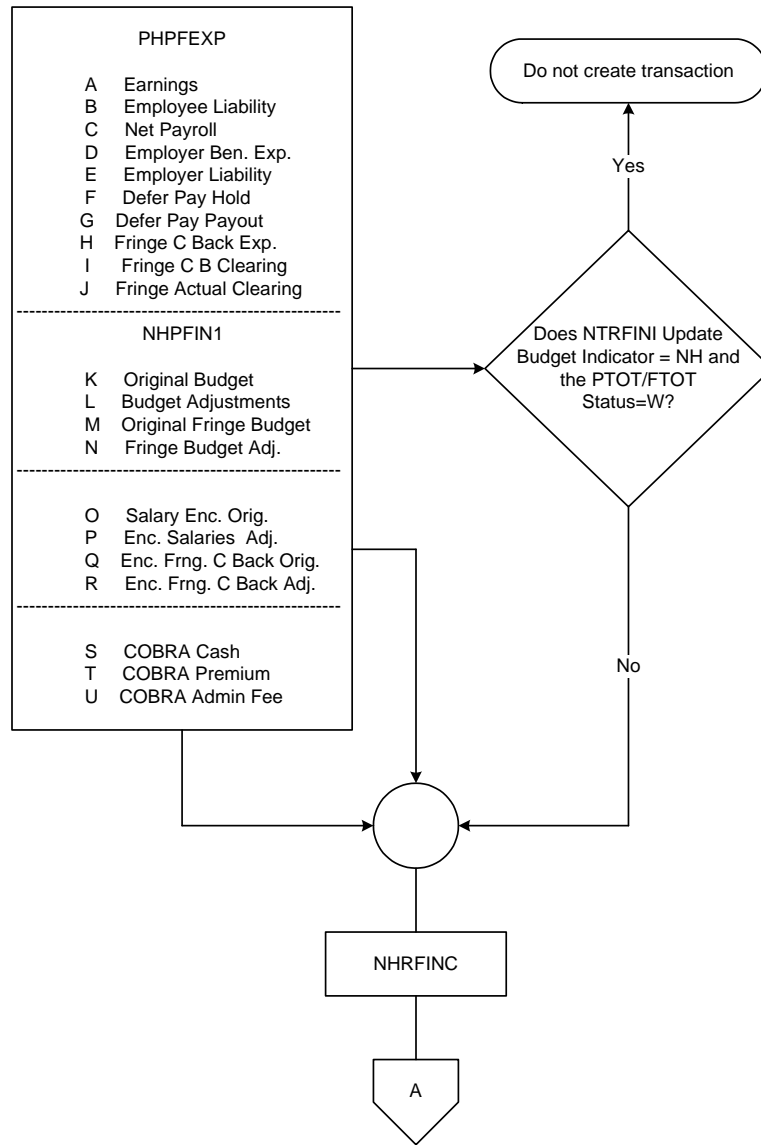 PHPFEXP
A Earnings
B Employee Liability
C Net Payroll
D Employer Ben. Exp.
E Employer Liability
F Defer Pay Hold
G Defer Pay Payout
H Fringe C Back Exp.
I Fringe C B Clearing
J Fringe Actual Clearing
NHPFIN1
K Original Budget
L Budget Adjustments
M Original Fringe Budget
N Fringe Budget Adj.
O Salary Enc. Orig.
P Enc. Salaries Adj.
Q Enc. Frng. C Back Orig.
R Enc. Frng. C Back Adj.
S COBRA Cash
T COBRA Premium
U COBRA Admin Fee
Do not create transaction
Yes
Does NTRFINI Update
Budget Indicator = NH and
the PTOT/FTOT
Status=W?
No
NHRFINC
A